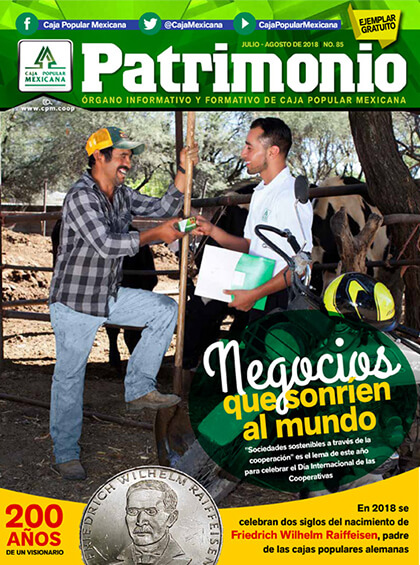 Caja Popular Mexicana
@CajaMexicana
CajaPopularMexicana
EJEMPLAR
GRATUITO
JULIO - AGOSTO DE 2018 NO. 85
CAJA POPULAR
MEXICANA
www.cpm.coop
Patrimonio
ÓRGANO INFORMATIVO Y FORMATIVO DE CAJA POPULAR MEXICANA
Negocios
que sonríen
al mundo
"Sociedades sostenibles a través de la
cooperación" es el lema de este año
para celebrar el Día Internacional de las
Cooperativas
200
AÑOS
DE UN VISIONARIO
FRIEDRICH WILHELM RAIFFEISEN
En 2018 se
celebran dos siglos del nacimiento de
Friedrich Wilhelm Raiffeisen, padre
de las cajas populares alemanas